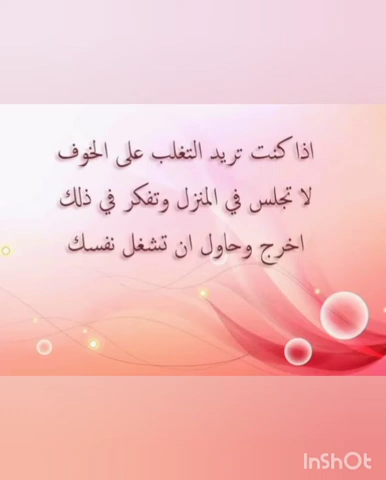 اذا كنت تريد التغلب على الخوف
لا تجلس في المنزل وتفكر في ذلك
اخرج وحاول ان تشغل نفسك
InShOt